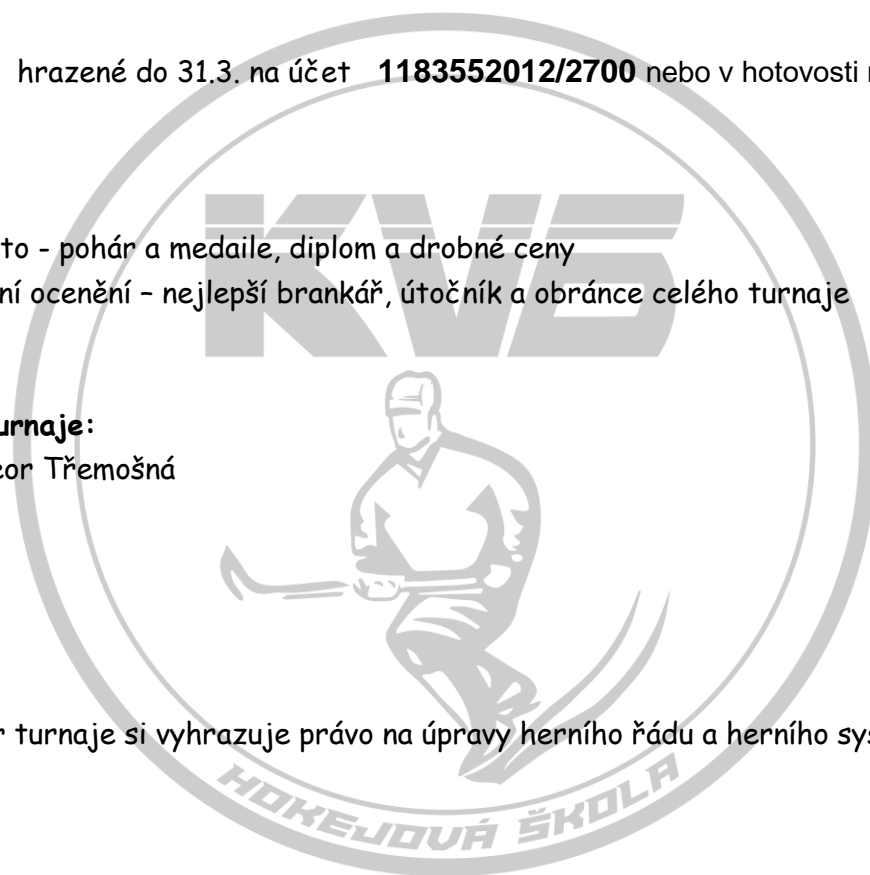 hrazené do 31.3. na účet 1183552012/2700 nebo v hotovosti
KVS
to - pohár a medaile, diplom a drobné ceny
ní ocenění – nejlepší brankář, útočník a obránce celého turnaje
urnaje:
eor Třemošná
r turnaje si vyhrazuje právo na úpravy herního řádu a herního sys
HOKEJOVÁ ŠKOLA